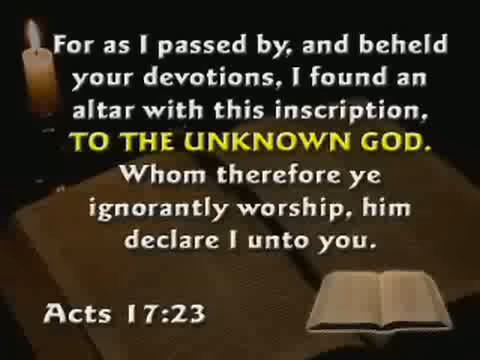 For as I passed by, and beheld
your devotions, I found an
altar with this inscription,
TO THE UNKNOWN GOD.
Whom therefore ye
ignorantly worship, him
declare I unto you.
Acts 17:23